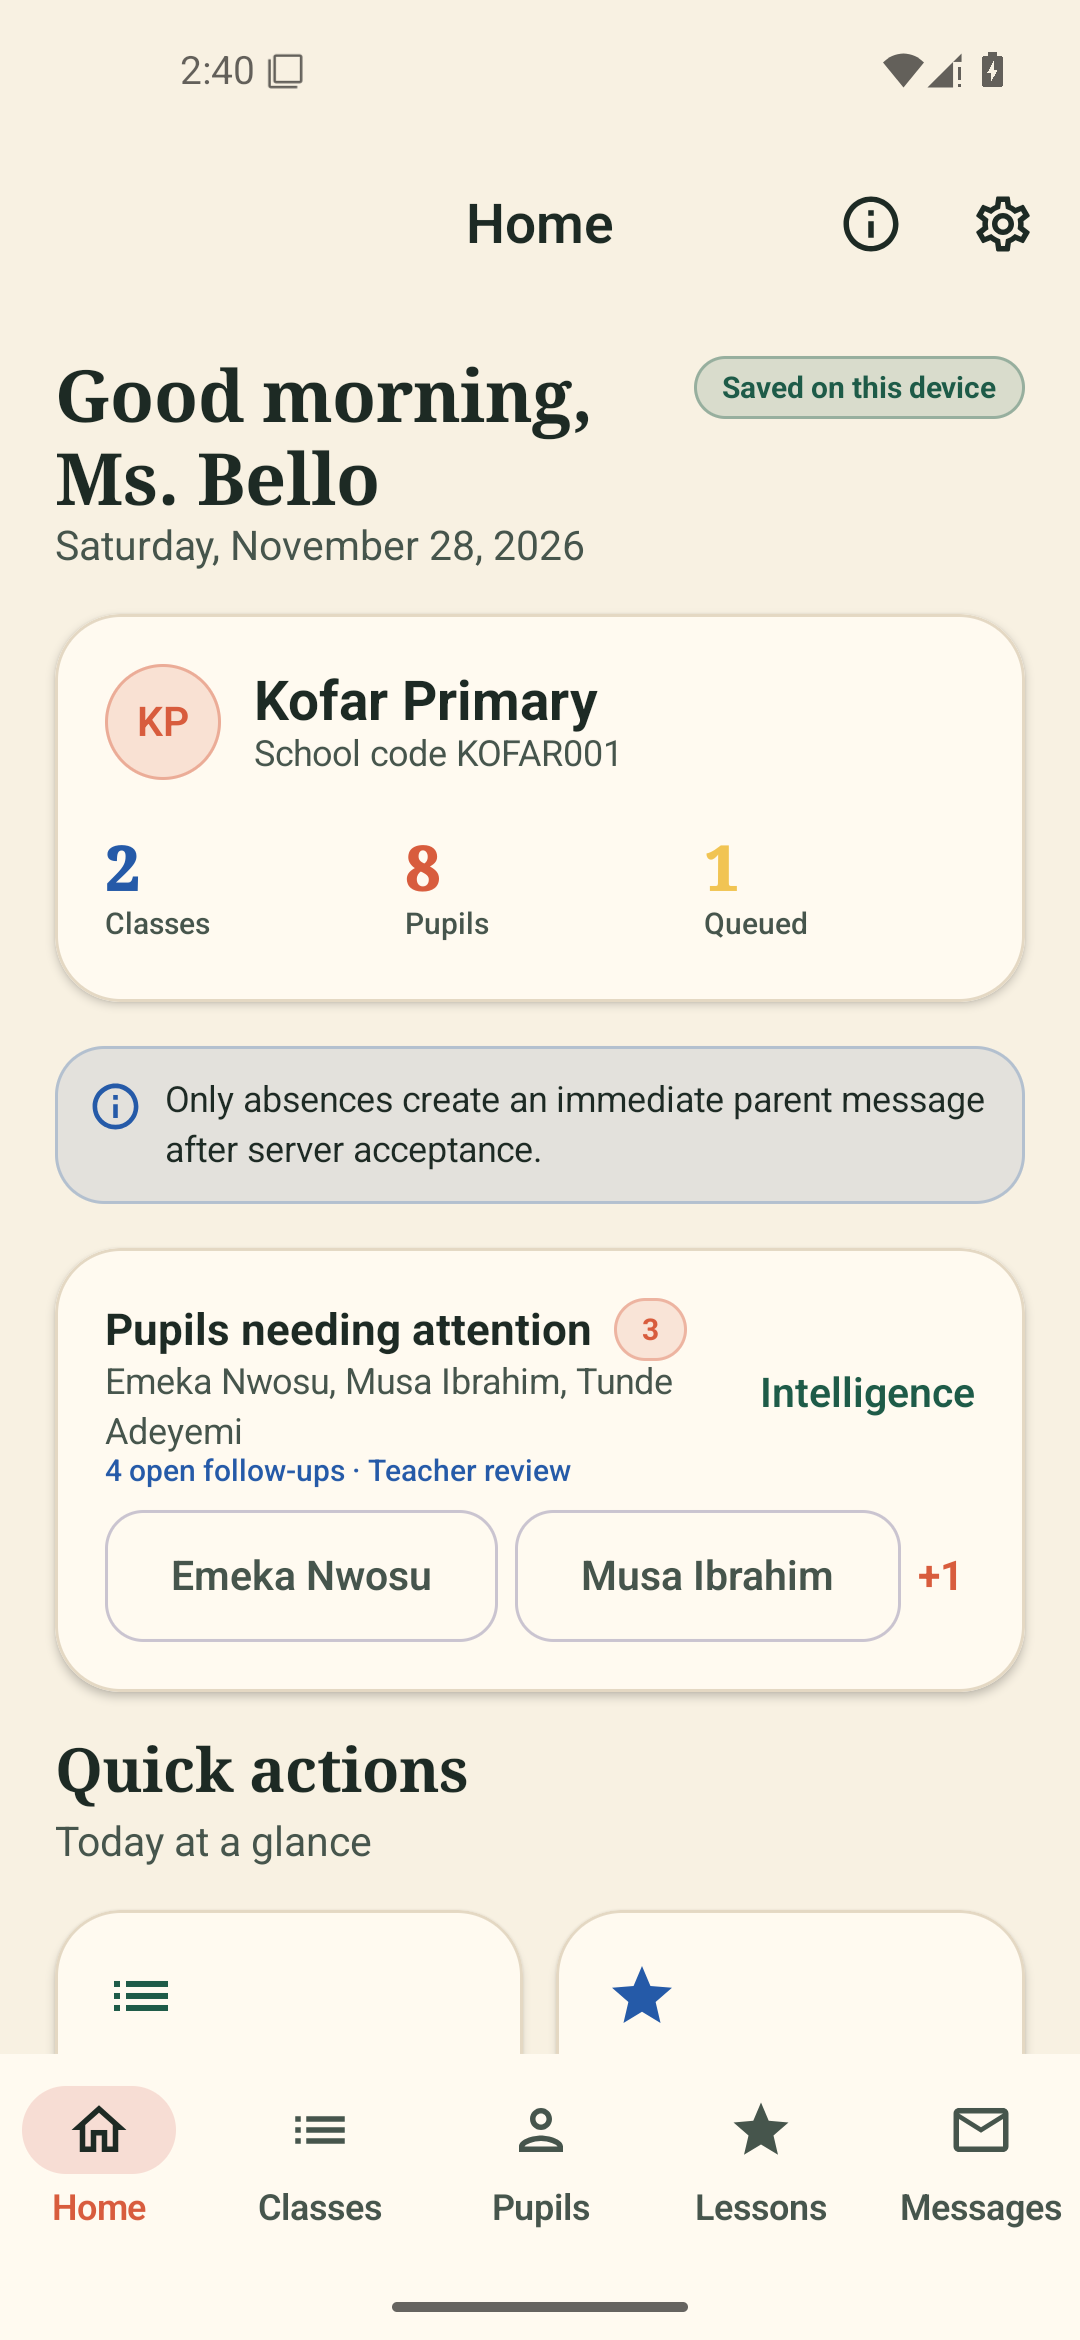 2:40
Home
Good morning,
Ms. Bello
Saved on this device
Saturday, November 28, 2026
KP
Kofar Primary
School code KOFAR001
2
Classes
8
Pupils
1
Queued
Only absences create an immediate parent message
after server acceptance.
Pupils needing attention
3
Emeka Nwosu, Musa Ibrahim, Tunde
Adeyemi
Intelligence
4 open follow-ups · Teacher review
Emeka Nwosu
Musa Ibrahim
+1
Quick actions
Today at a glance
Home
Classes
Pupils
Lessons
Messages